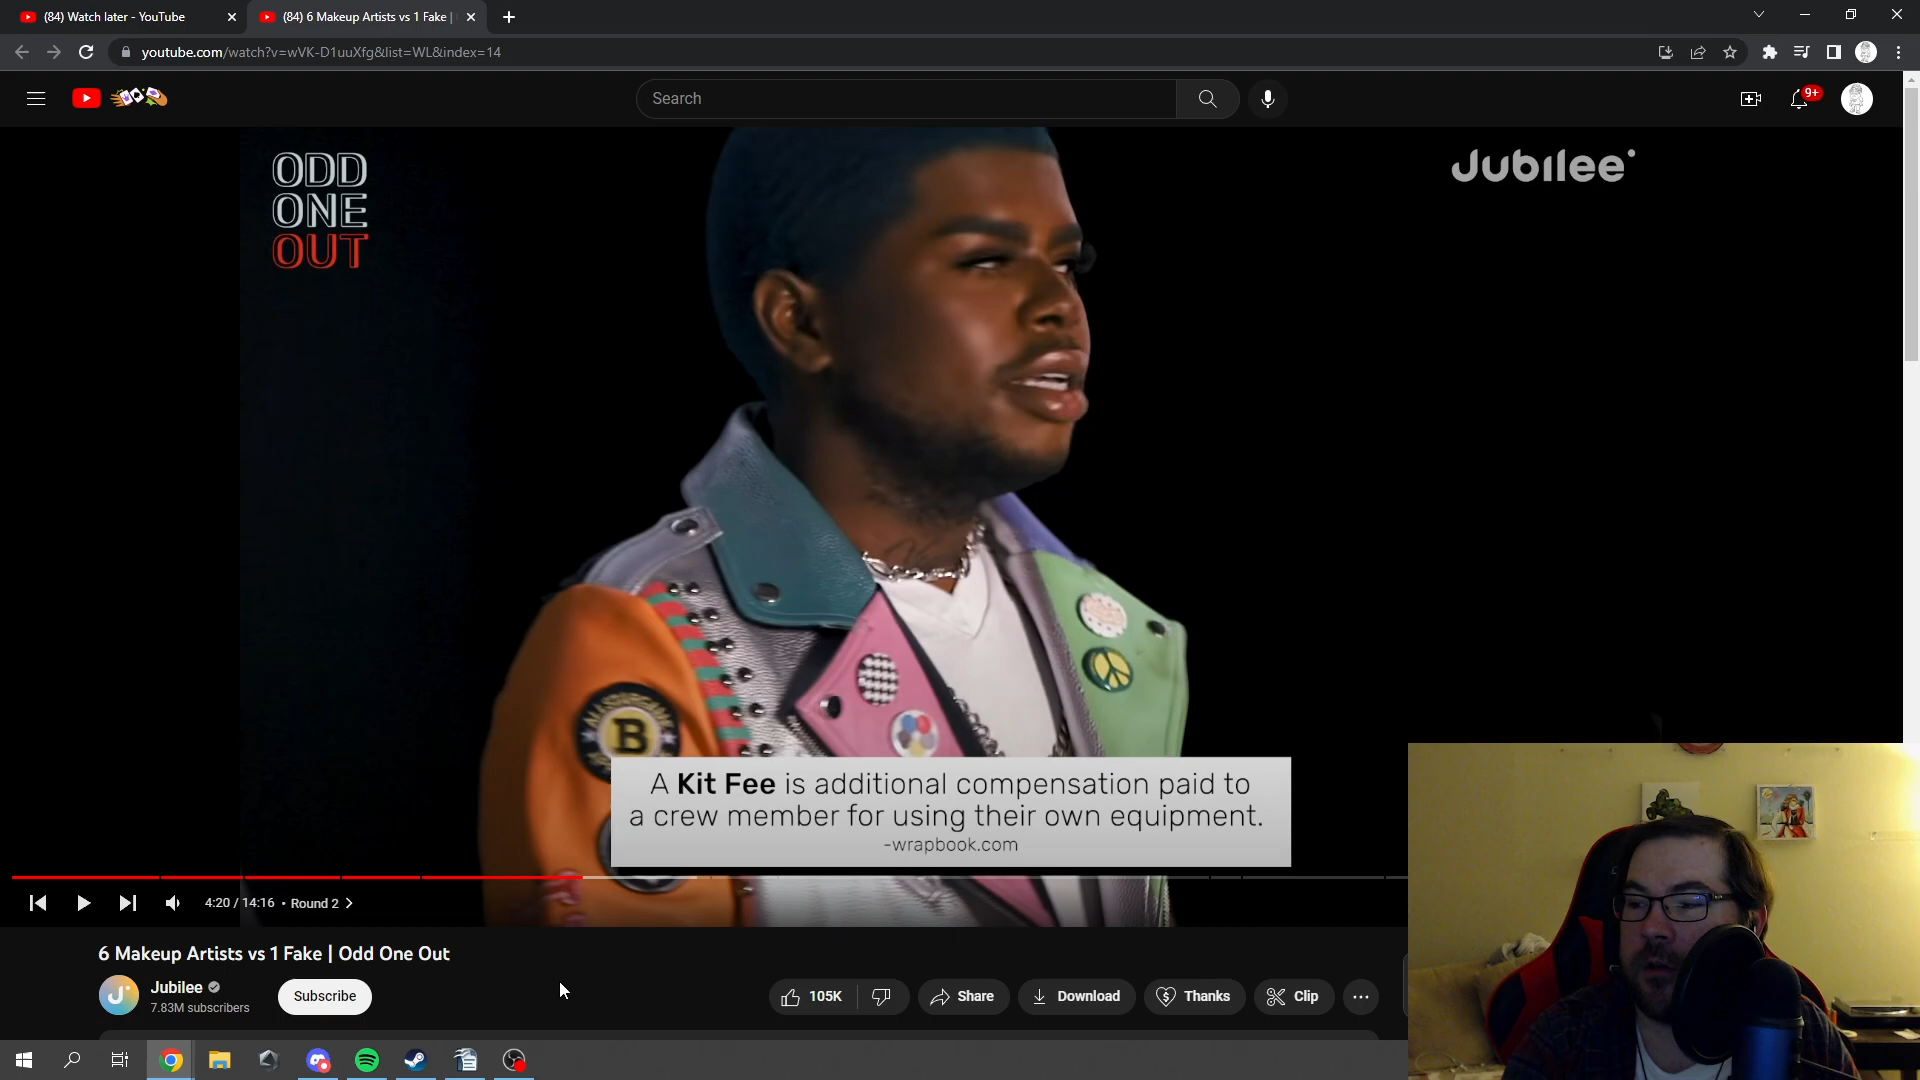 (84) Watch later - YouTube
(84) 6 Makeup Artists vs 1 Fake |
youtube.com/watch?v=wVK-D1uuXfg&list=WL&index=14
Search
9+
ODD
ONE
OUT
Jubilee
B
A Kit Fee is additional compensation paid to
a crew member for using their own equipment.
-wrapbook.com
4:20 / 14:16 • Round 2
6 Makeup Artists vs 1 Fake | Odd One Out
Jubilee
7.83M subscribers
Subscribe
105K
Share
Download
Thanks
Clip